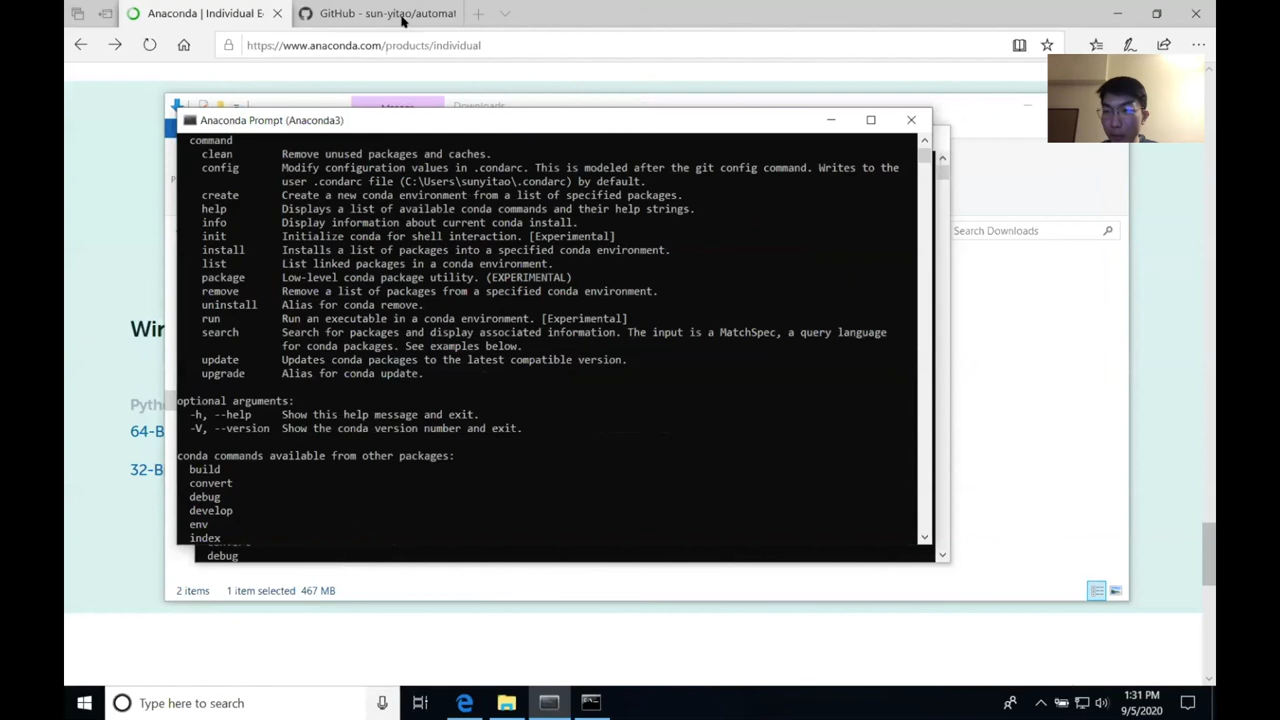 Anaconda | Individual E
GitHub - sun-yitao/automat
https://www.anaconda.com/products/individual
Downloads
Anaconda Prompt (Anaconda3)
command
clean Remove unused packages and caches.
config Modify configuration values in .condarc. This is modeled after the git config command. Writes to the
user .condarc file (C:\Users\sunyitao\.condarc) by default.
create Create a new conda environment from a list of specified packages.
help Displays a list of available conda commands and their help strings.
info Display information about current conda install.
init Initialize conda for shell interaction. [Experimental]
install Installs a list of packages into a specified conda environment.
list List linked packages in a conda environment.
package Low-level conda package utility. (EXPERIMENTAL)
remove Remove a list of packages from a specified conda environment.
uninstall Alias for conda remove.
run Run an executable in a conda environment. [Experimental]
search Search for packages and display associated information. The input is a MatchSpec, a query language
for conda packages. See examples below.
update Updates conda packages to the latest compatible version.
upgrade Alias for conda update.
optional arguments:
-h, --help Show this help message and exit.
-V, --version Show the conda version number and exit.
conda commands available from other packages:
build
convert
debug
develop
env
index
debug
Search Downloads
Win
Pyth
64-B
32-B
2 items 1 item selected 467 MB
Type here to search
1:31 PM
9/5/2020